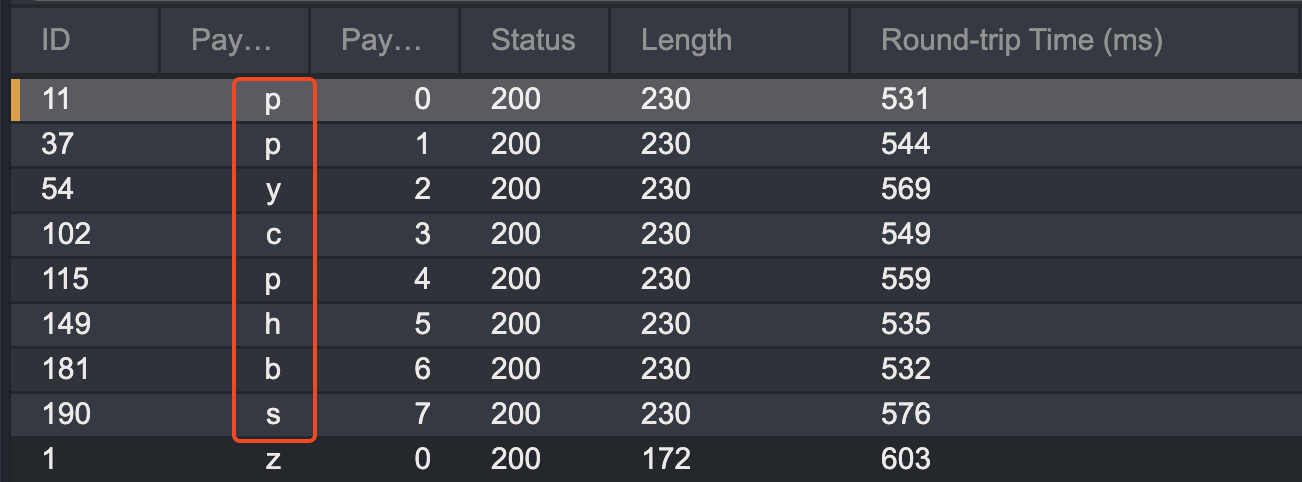 ID Pay... Pay... Status Length Round-trip Time (ms)
11 p 0 200 230 531
37 p 1 200 230 544
54 y 2 200 230 569
102 c 3 200 230 549
115 p 4 200 230 559
149 h 5 200 230 535
181 b 6 200 230 532
190 s 7 200 230 576
1 z 0 200 172 603